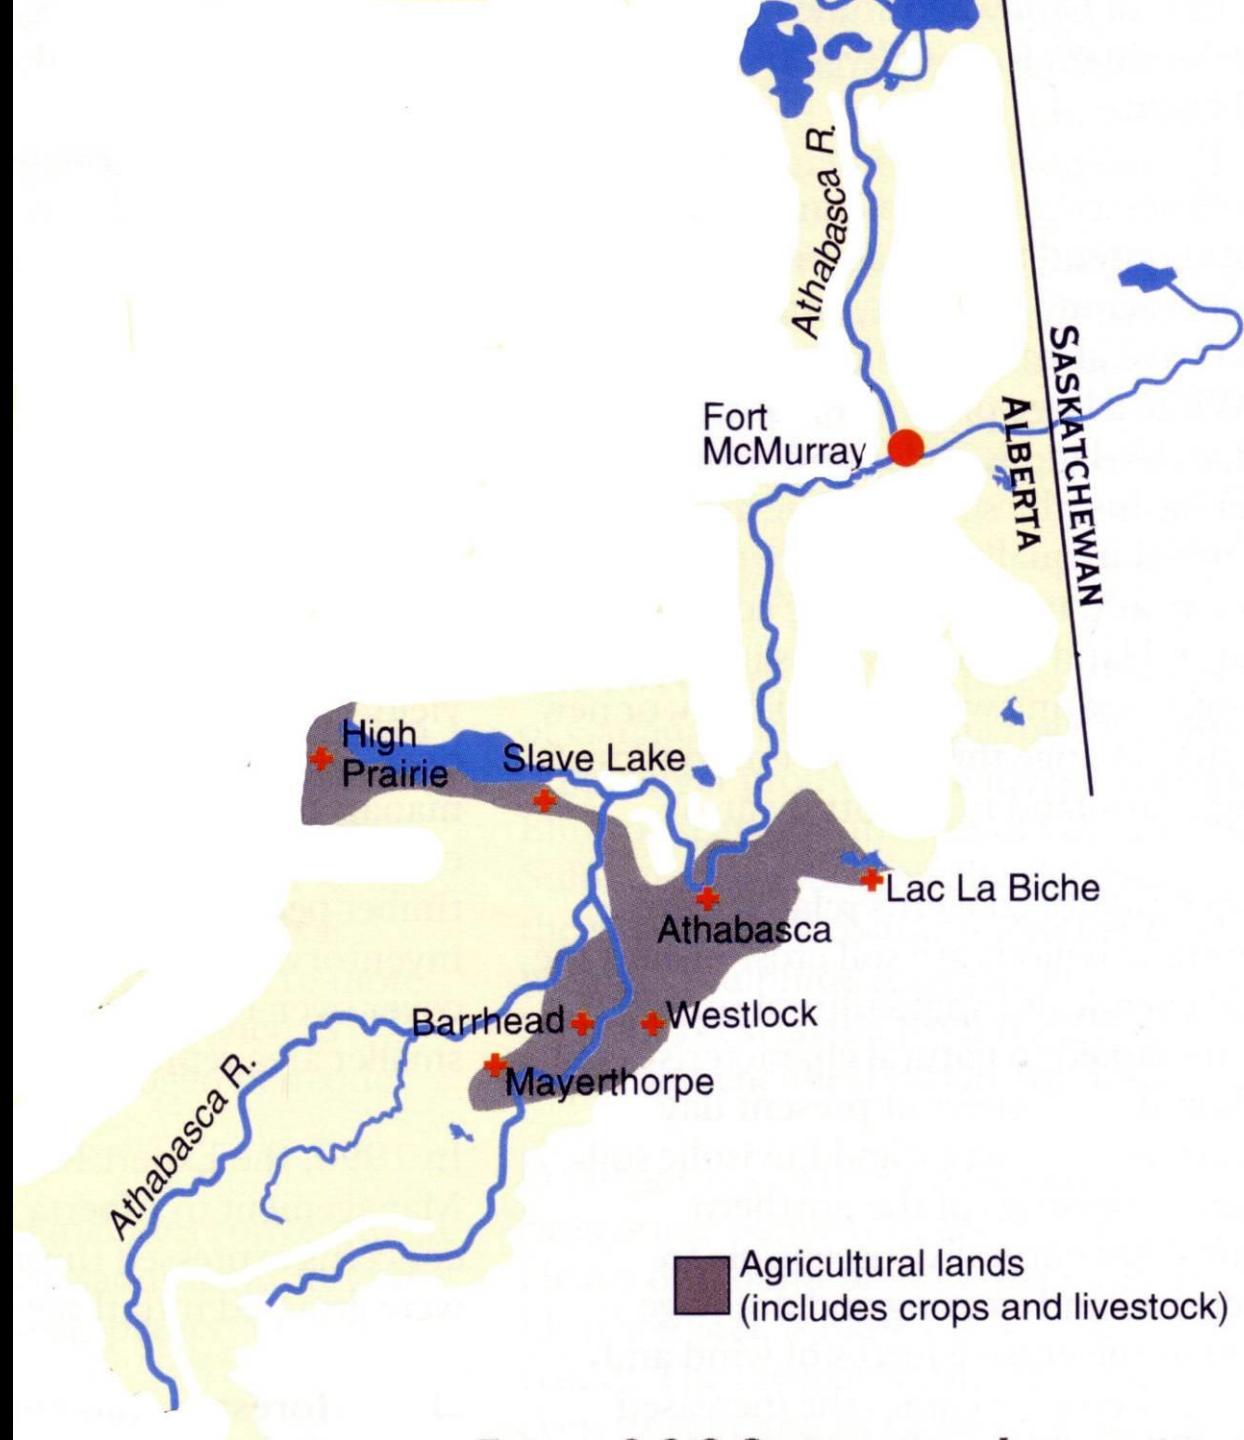 Athabasca R.
SASKATCHEWAN
ALBERTA
Fort
McMurray
High
Prairie
Slave Lake
Lac La Biche
Athabasca
Barrhead
Westlock
Mayerthorpe
Athabasca R.
Agricultural lands
(includes crops and livestock)